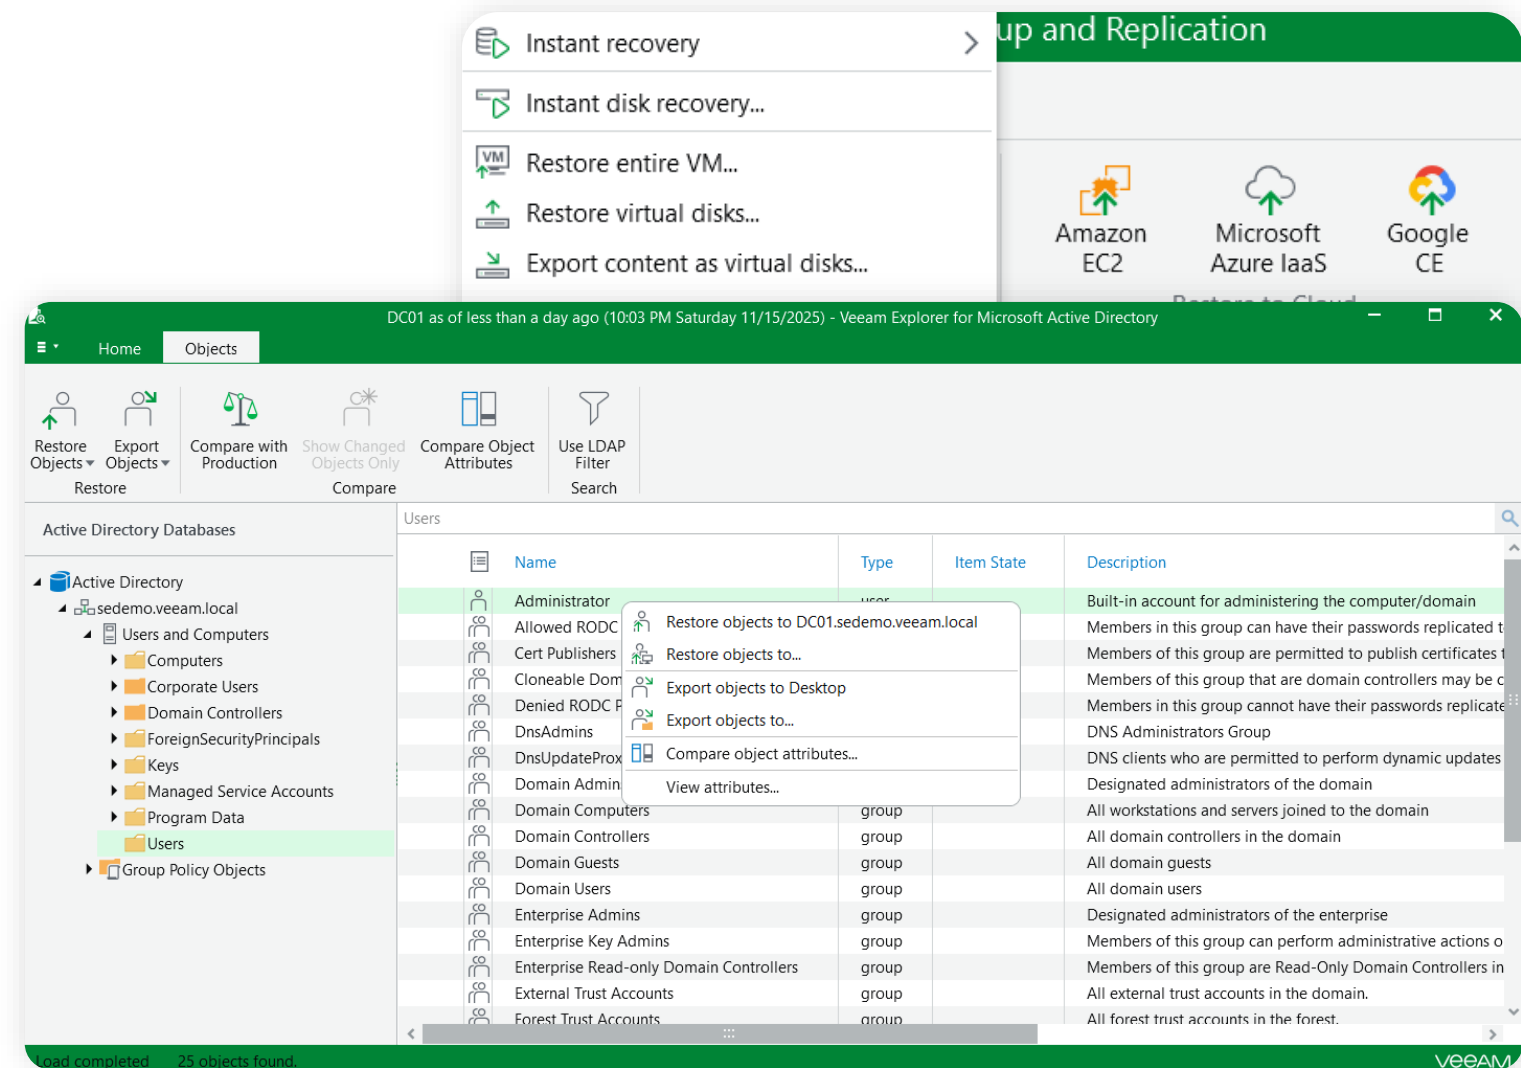 Instant recovery
up and Replication
Instant disk recovery...
VM
Restore entire VM...
Restore virtual disks...
Export content as virtual disks...
Amazon
EC2
Microsoft
Azure IaaS
Google
CE
Restore to Cloud
DC01 as of less than a day ago (10:03 PM Saturday 11/15/2025) - Veeam Explorer for Microsoft Active Directory
Home
Objects
Restore
Objects
Export
Objects
Compare with
Production
Show Changed
Objects Only
Compare Object
Attributes
Use LDAP
Filter
Restore
Compare
Search
Active Directory Databases
Users
Active Directory
sedemo.veeam.local
Users and Computers
Computers
Corporate Users
Domain Controllers
ForeignSecurityPrincipals
Keys
Managed Service Accounts
Program Data
Users
Group Policy Objects
Name Type Item State Description
Administrator user Built-in account for administering the computer/domain
Allowed RODC Members in this group can have their passwords replicated t
Cert Publishers Members of this group are permitted to publish certificates t
Cloneable Dom Members of this group that are domain controllers may be c
Denied RODC P Members in this group cannot have their passwords replicate
DnsAdmins DNS Administrators Group
DnsUpdateProx DNS clients who are permitted to perform dynamic updates
Domain Admin Designated administrators of the domain
Domain Computers group All workstations and servers joined to the domain
Domain Controllers group All domain controllers in the domain
Domain Guests group All domain guests
Domain Users group All domain users
Enterprise Admins group Designated administrators of the enterprise
Enterprise Key Admins group Members of this group can perform administrative actions o
Enterprise Read-only Domain Controllers group Members of this group are Read-Only Domain Controllers in
External Trust Accounts group All external trust accounts in the domain.
Forest Trust Accounts group All forest trust accounts in the forest.
Restore objects to DC01.sedemo.veeam.local
Restore objects to...
Export objects to Desktop
Export objects to...
Compare object attributes...
View attributes...
Load completed 25 objects found.
veeam